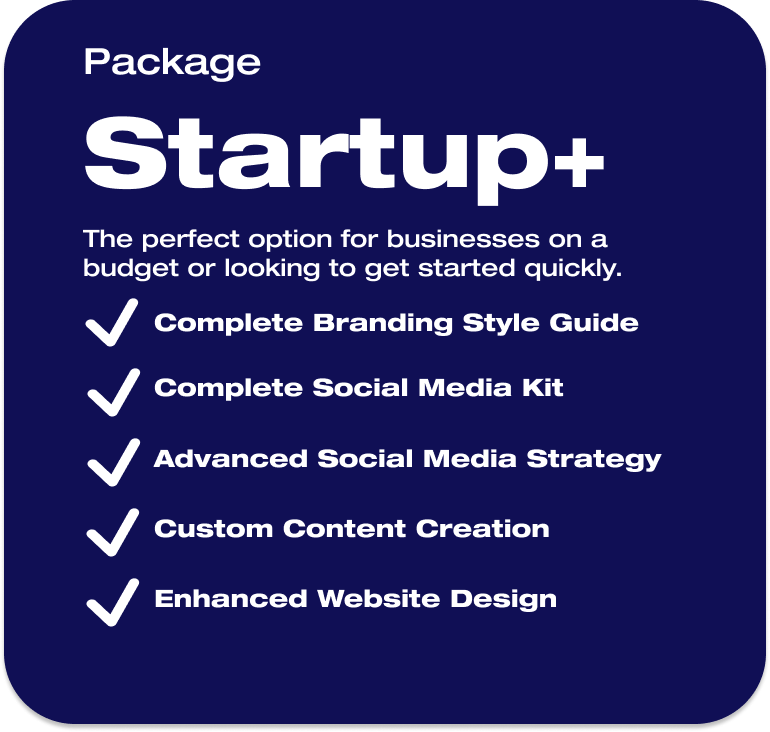 Package
Startup+
The perfect option for businesses on a
budget or looking to get started quickly.
Complete Branding Style Guide
Complete Social Media Kit
Advanced Social Media Strategy
Custom Content Creation
Enhanced Website Design